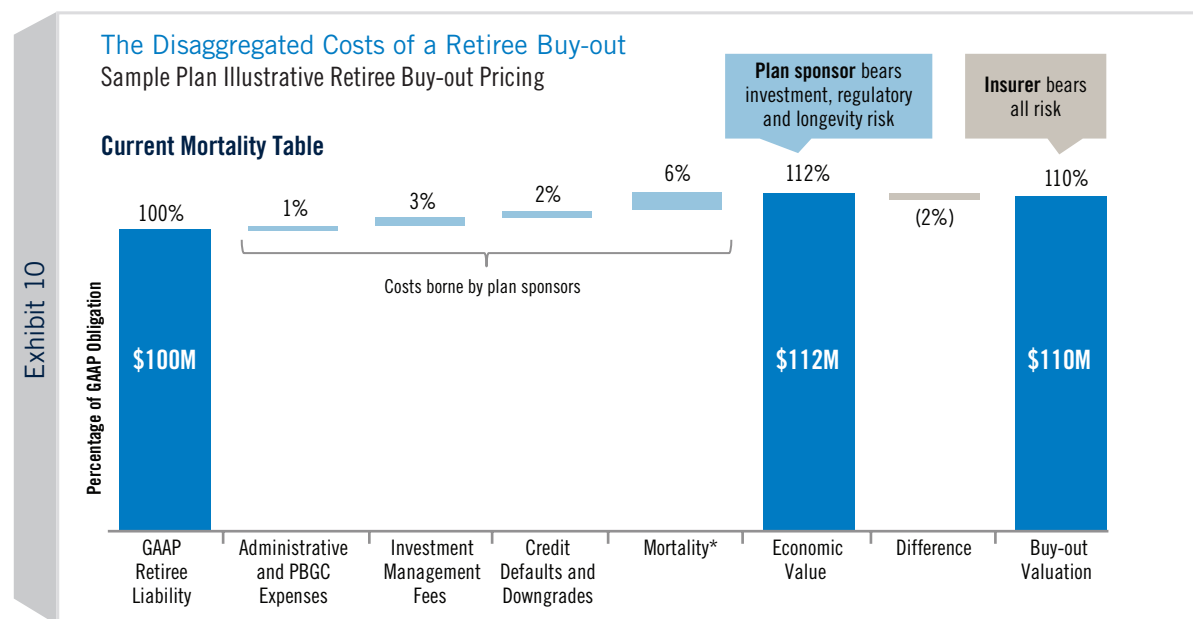 Exhibit 10
The Disaggregated Costs of a Retiree Buy-out
Sample Plan Illustrative Retiree Buy-out Pricing
Plan sponsor bears
investment, regulatory
and longevity risk
Insurer bears
all risk
Current Mortality Table
Percentage of GAAP Obligation
100%
1%
3%
2%
6%
112%
(2%)
110%
Costs borne by plan sponsors
$100M
$112M
$110M
GAAP
Retiree
Liability
Administrative
and PBGC
Expenses
Investment
Management
Fees
Credit
Defaults and
Downgrades
Mortality*
Economic
Value
Difference
Buy-out
Valuation